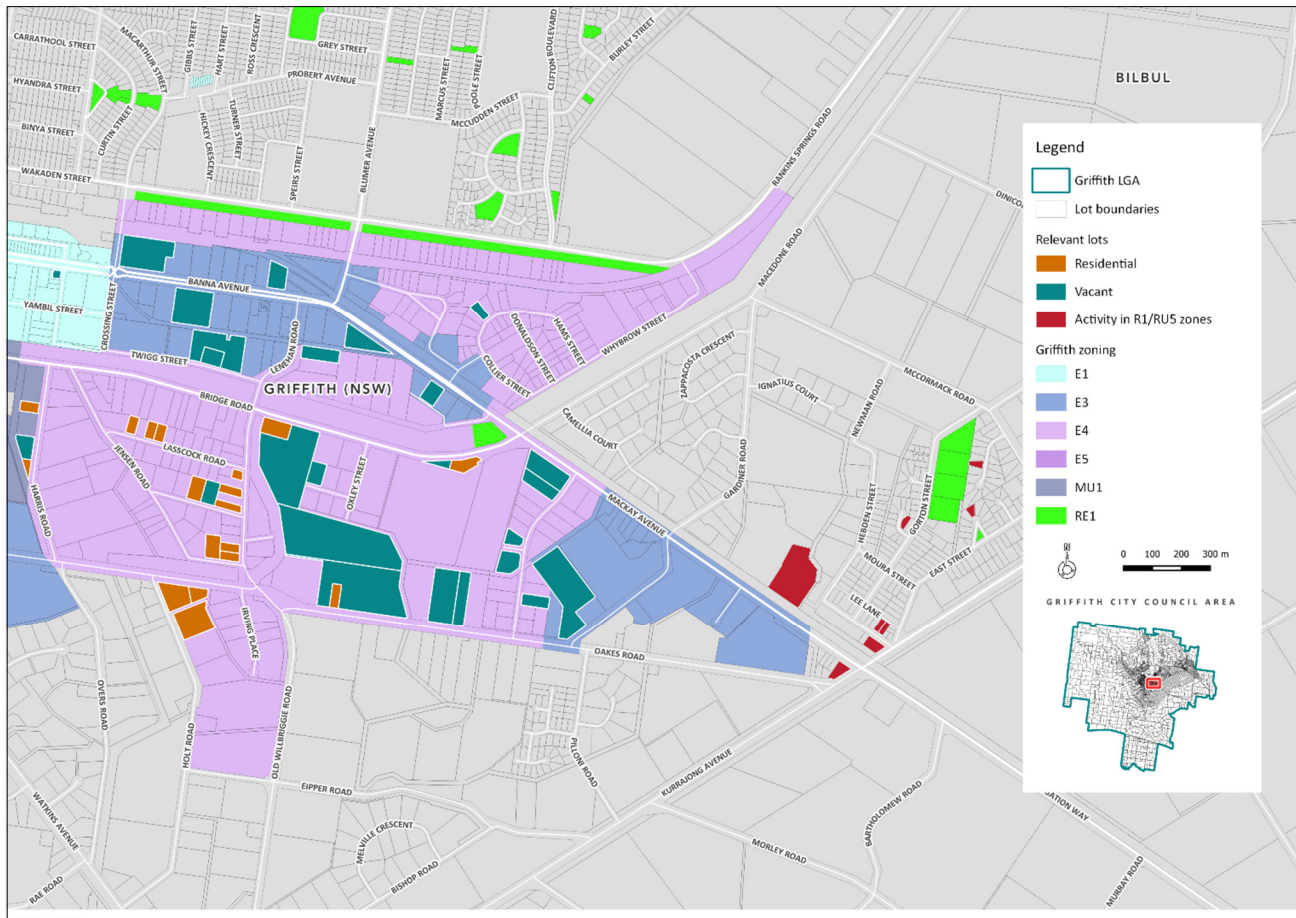 CARRATHOOL STREET
MACARTHUR STREET
GIBBS STREET
HART STREET
ROSS CRESCENT
GREY STREET
HYANDRA STREET
PROBERT AVENUE
MARCUS STREET
POOLE STREET
CLIFTON BOULEVARD
BURLEY STREET
BINYA STREET
CURTIN STREET
HICKEY CRESCENT
TURNER STREET
SPEIRS STREET
BLUMER AVENUE
MCCUDDEN STREET
WAKADEN STREET
RANKINS SPRINGS ROAD
BILBUL
MACEDONE ROAD
BANNA AVENUE
YAMBIL STREET
CROSSING STREET
TWIGG STREET
LENEHAN ROAD
COLLIER STREET
DONALDSON STREET
HAMS STREET
WHYBROW STREET
GRIFFITH (NSW)
BRIDGE ROAD
ZAPPACOSTA CRESCENT
IGNATIUS COURT
NEWMAN ROAD
MCCORMACK ROAD
CAMELLIA COURT
GARDINER ROAD
LASSCOCK ROAD
JENSEN ROAD
HARRIS ROAD
OXLEY STREET
MACKAY AVENUE
HEBDEN STREET
GORTON STREET
MOURA STREET
EAST STREET
LEE LANE
IRVING PLACE
OAKES ROAD
OVERS ROAD
HOLT ROAD
OLD WILLBRIGGIE ROAD
PILLONI ROAD
KURRAJONG AVENUE
BARTHOLOMEW ROAD
EIPPER ROAD
WATKINS AVENUE
MELVILLE CRESCENT
BISHOP ROAD
MORLEY ROAD
RAE ROAD
MURRAY ROAD
WAY
Legend
Griffith LGA
Lot boundaries
Relevant lots
Residential
Vacant
Activity in R1/RU5 zones
Griffith zoning
E1
E3
E4
E5
MU1
RE1
N
0 100 200 300 m
GRIFFITH CITY COUNCIL AREA